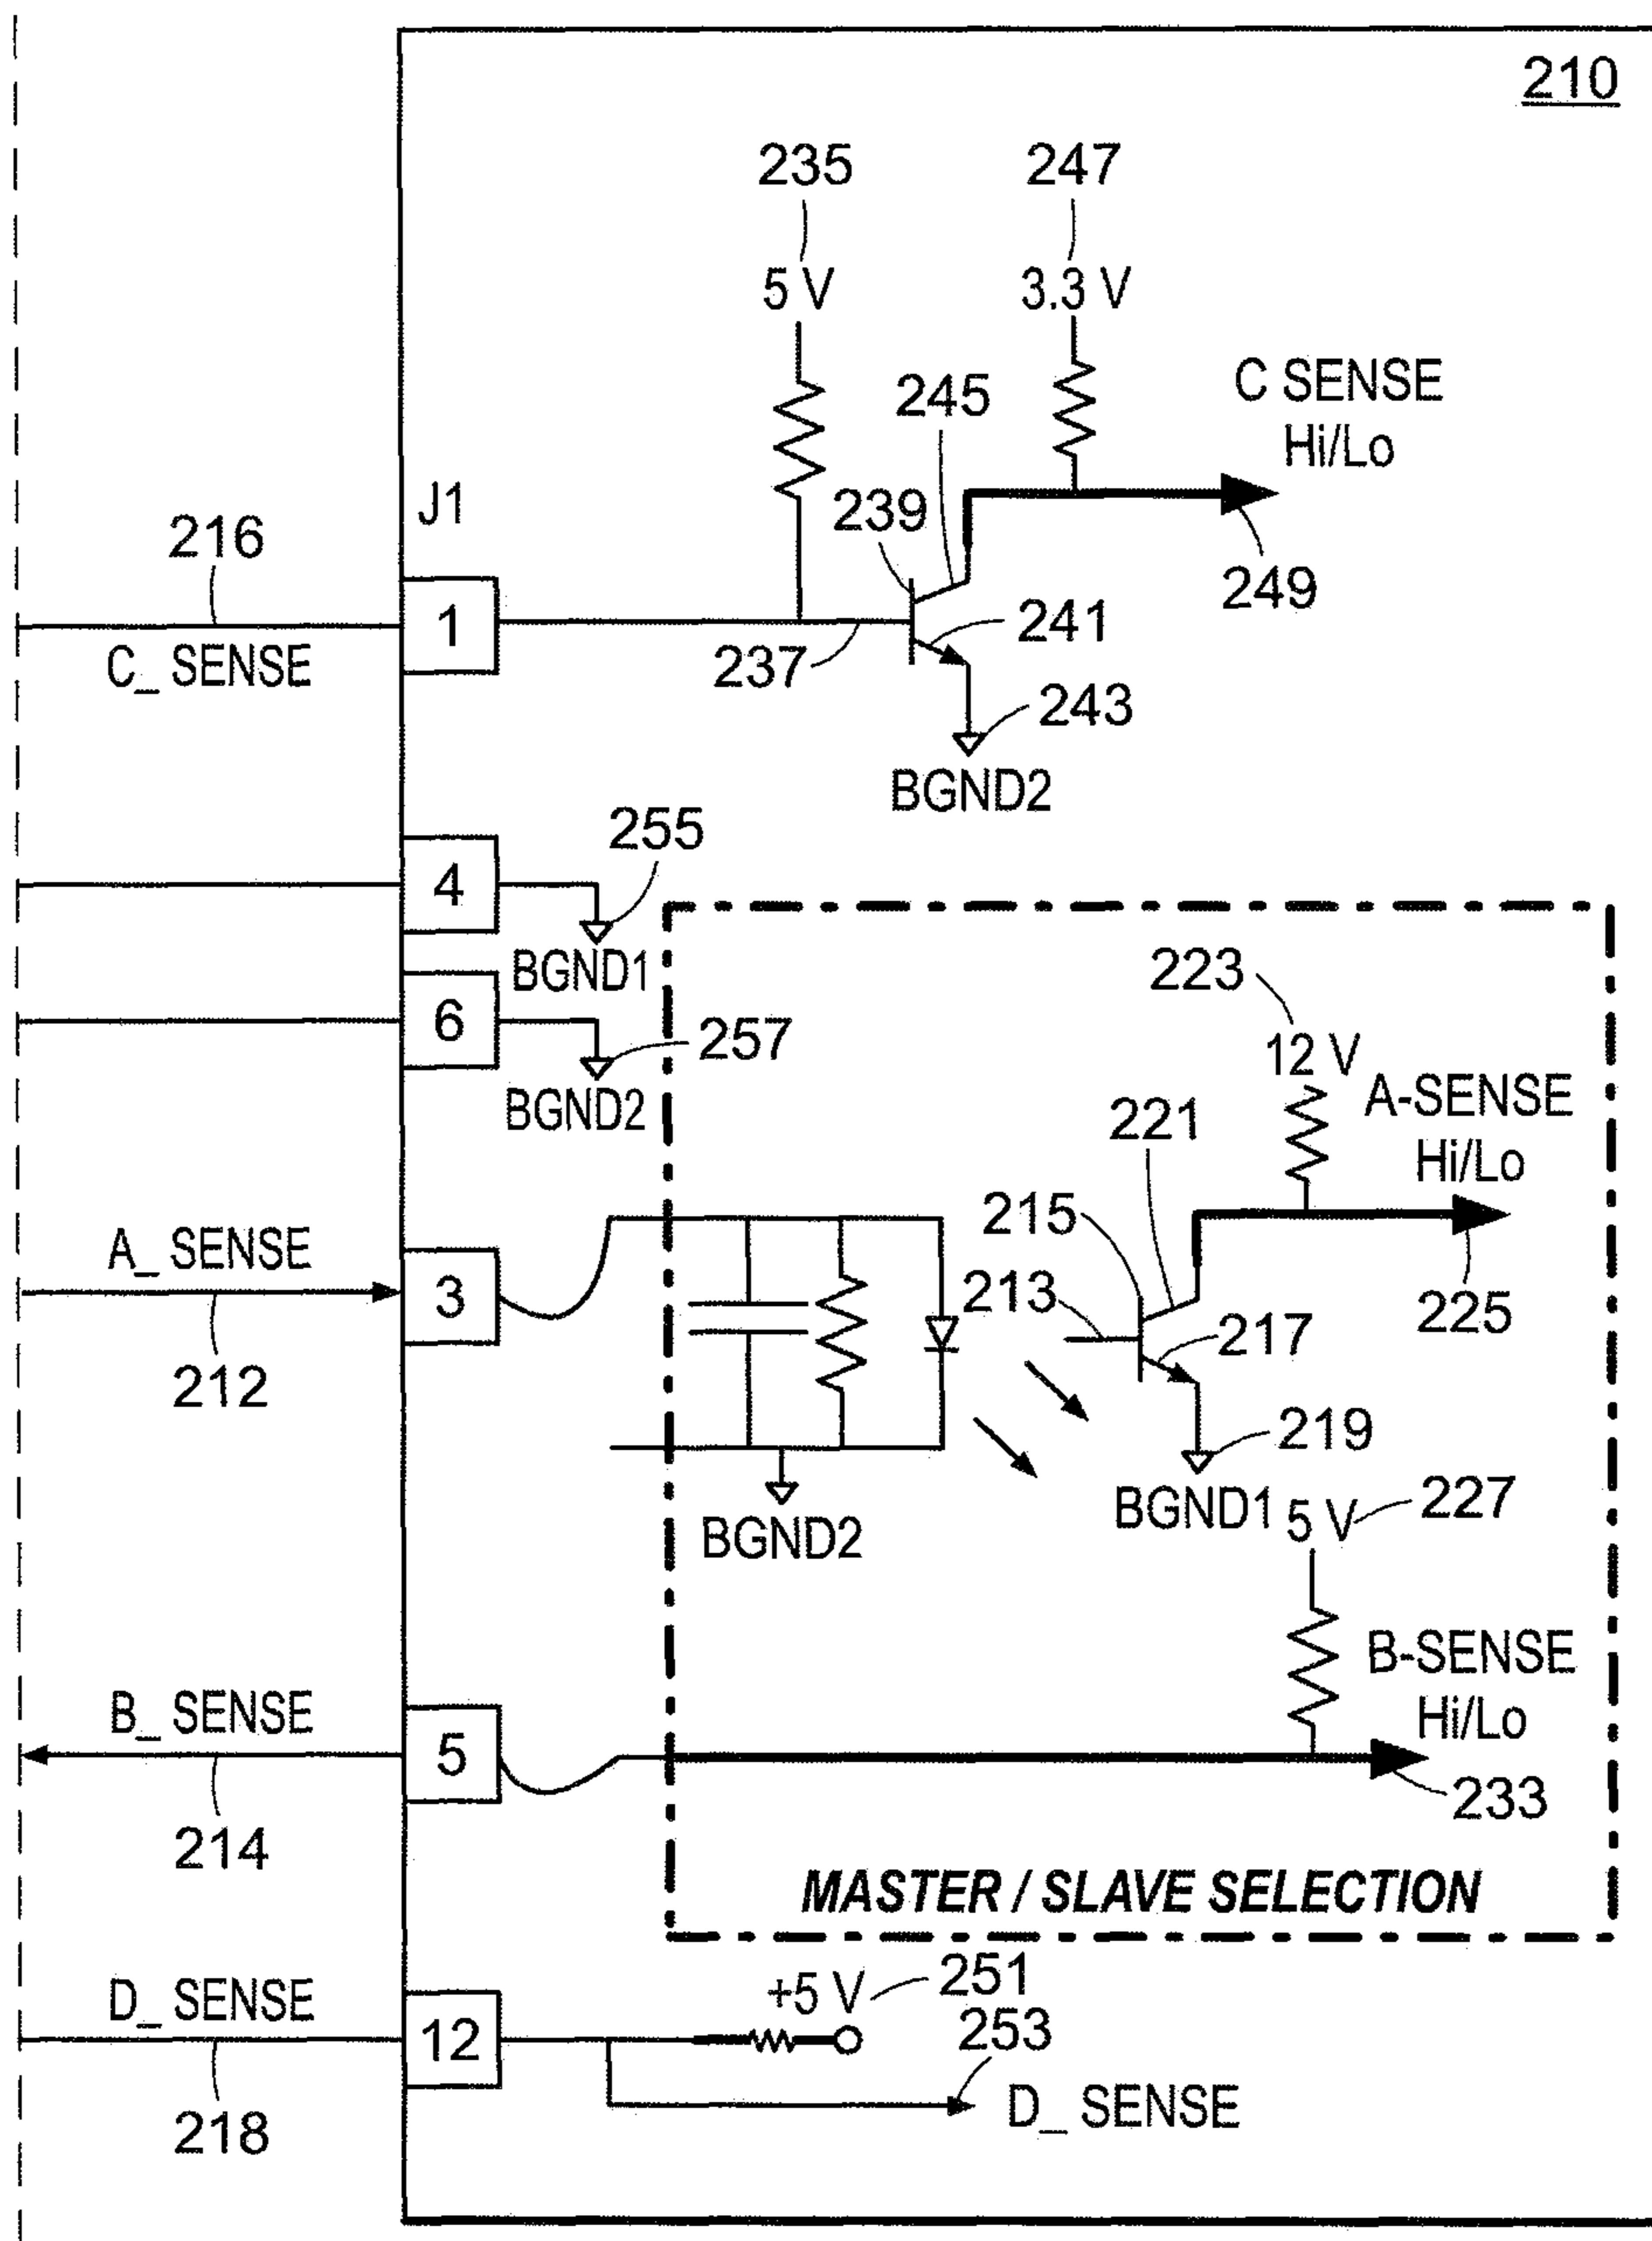 210
235
247
5 V
3.3 V
C SENSE
Hi/Lo
245
239
J1
216
249
1
241
C_ SENSE
237
243
BGND2
255
4
BGND1
223
6
257
12 V
BGND2
A-SENSE
Hi/Lo
221
215
A_ SENSE
213
3
225
217
212
219
BGND1
227
5 V
BGND2
B-SENSE
Hi/Lo
B_ SENSE
5
233
214
MASTER / SLAVE SELECTION
251
+5 V
D_ SENSE
253
12
D_ SENSE
218